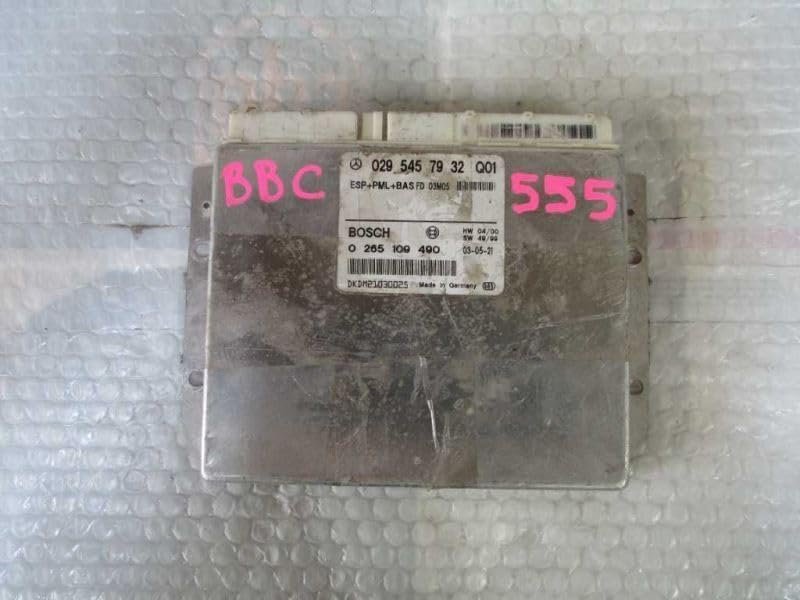 BBC
029 545 79 32 Q01
555
ESP+PML+BAS FD 03M05
BOSCH
HW 04/00
SW 49/99
0 265 109 490
03-05-21
DKDM21030025 Made in Germany